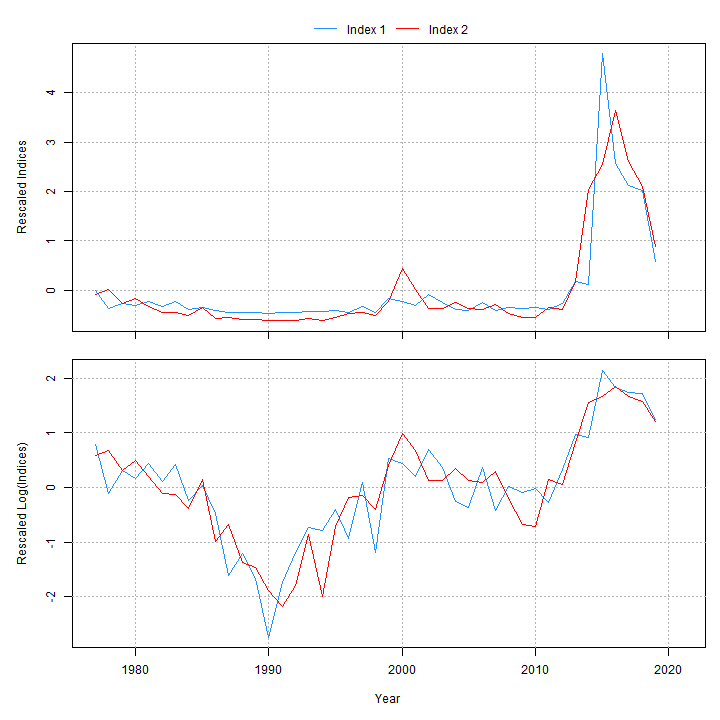 Index 1 Index 2
Rescaled Indices
4
3
2
1
0
Rescaled Log(Indices)
2
1
0
-1
-2
1980 1990 2000 2010 2020
Year